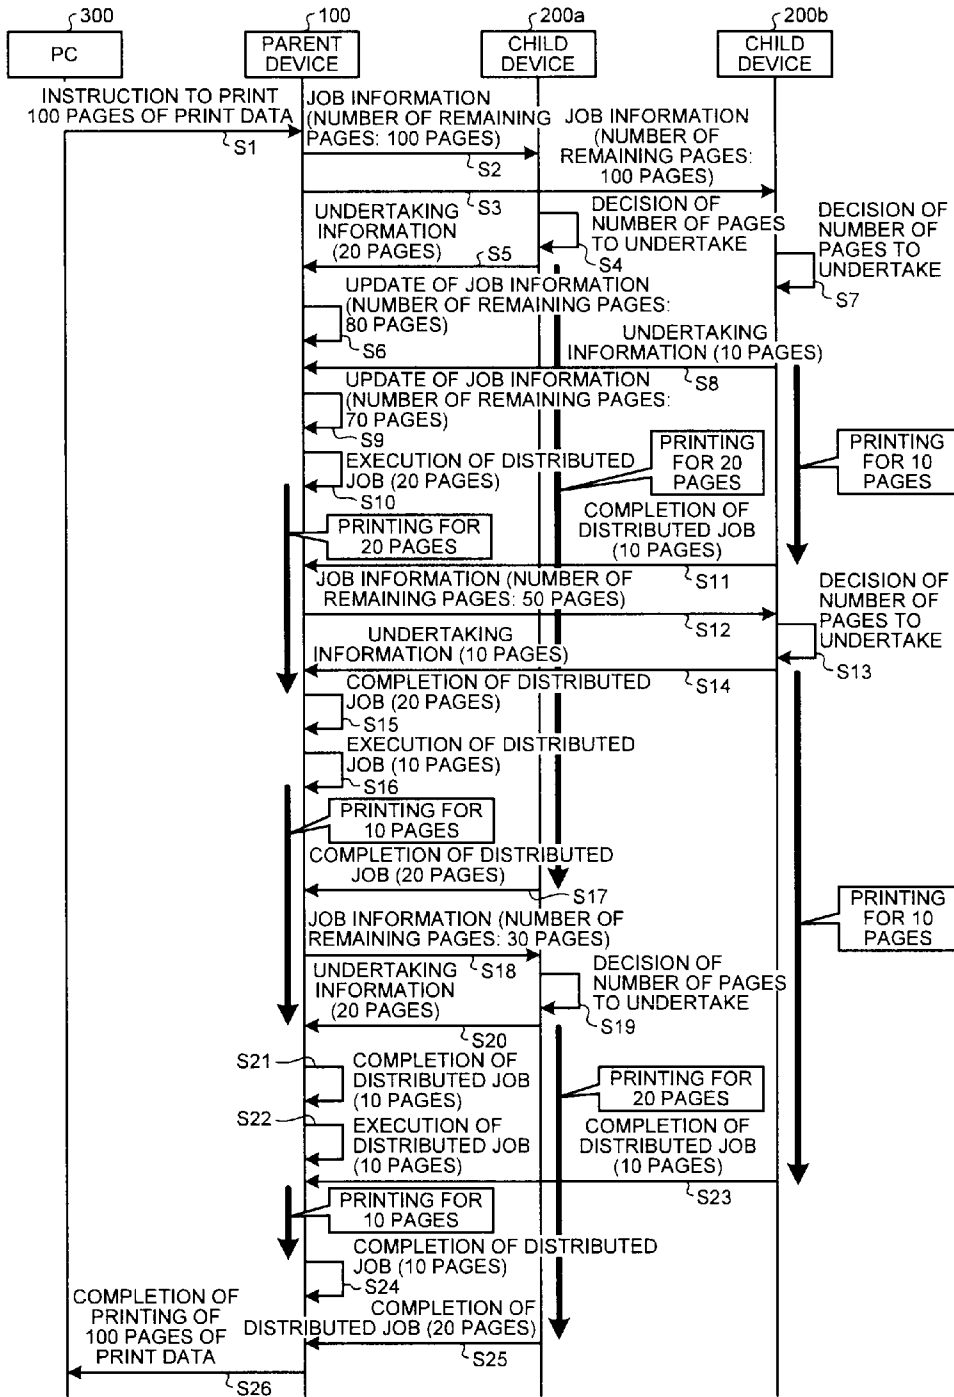 300
100
200a
200b
PC
PARENT
DEVICE
CHILD
DEVICE
CHILD
DEVICE
INSTRUCTION TO PRINT
100 PAGES OF PRINT DATA
S1
JOB INFORMATION
(NUMBER OF REMAINING
PAGES: 100 PAGES)
S2
JOB INFORMATION
(NUMBER OF
REMAINING PAGES:
100 PAGES)
S3
DECISION OF
NUMBER OF PAGES
TO UNDERTAKE
S4
UNDERTAKING
INFORMATION
(20 PAGES)
S5
DECISION OF
NUMBER OF
PAGES TO
UNDERTAKE
S7
UPDATE OF JOB INFORMATION
(NUMBER OF REMAINING PAGES:
80 PAGES)
S6
UNDERTAKING
INFORMATION (10 PAGES)
S8
UPDATE OF JOB INFORMATION
(NUMBER OF REMAINING PAGES:
70 PAGES)
S9
EXECUTION OF DISTRIBUTED
JOB (20 PAGES)
S10
PRINTING
FOR 20
PAGES
PRINTING
FOR 10
PAGES
PRINTING FOR
20 PAGES
COMPLETION OF
DISTRIBUTED JOB
(10 PAGES)
S11
JOB INFORMATION (NUMBER OF
REMAINING PAGES: 50 PAGES)
S12
DECISION OF
NUMBER OF
PAGES TO
UNDERTAKE
S13
UNDERTAKING
INFORMATION (10 PAGES)
S14
COMPLETION OF DISTRIBUTED
JOB (20 PAGES)
S15
EXECUTION OF DISTRIBUTED
JOB (10 PAGES)
S16
PRINTING FOR
10 PAGES
COMPLETION OF DISTRIBUTED
JOB (20 PAGES)
S17
PRINTING
FOR 10
PAGES
JOB INFORMATION (NUMBER OF
REMAINING PAGES: 30 PAGES)
S18
DECISION OF
NUMBER OF PAGES
TO UNDERTAKE
S19
UNDERTAKING
INFORMATION
(20 PAGES)
S20
S21
COMPLETION OF
DISTRIBUTED JOB
(10 PAGES)
PRINTING FOR
20 PAGES
S22
EXECUTION OF
DISTRIBUTED JOB
(10 PAGES)
COMPLETION OF
DISTRIBUTED JOB
(10 PAGES)
S23
PRINTING FOR
10 PAGES
COMPLETION OF DISTRIBUTED
JOB (10 PAGES)
S24
COMPLETION OF
DISTRIBUTED JOB (20 PAGES)
S25
COMPLETION OF
PRINTING OF
100 PAGES OF
PRINT DATA
S26